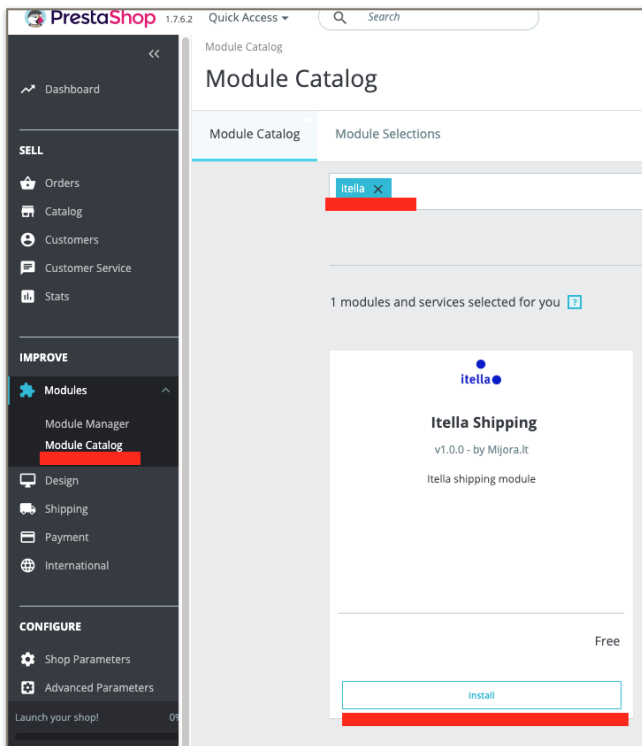 PrestaShop 1.7.6.2 Quick Access Search
Module Catalog
Module Catalog
Module Catalog Module Selections
Dashboard
SELL
Orders
Catalog
Customers
Customer Service
Stats
IMPROVE
Modules
Module Manager
Module Catalog
Design
Shipping
Payment
International
CONFIGURE
Shop Parameters
Advanced Parameters
Launch your shop! 0%
itella
1 modules and services selected for you ?
itella
Itella Shipping
v1.0.0 - by Mijora.lt
Itella shipping module
Free
Install